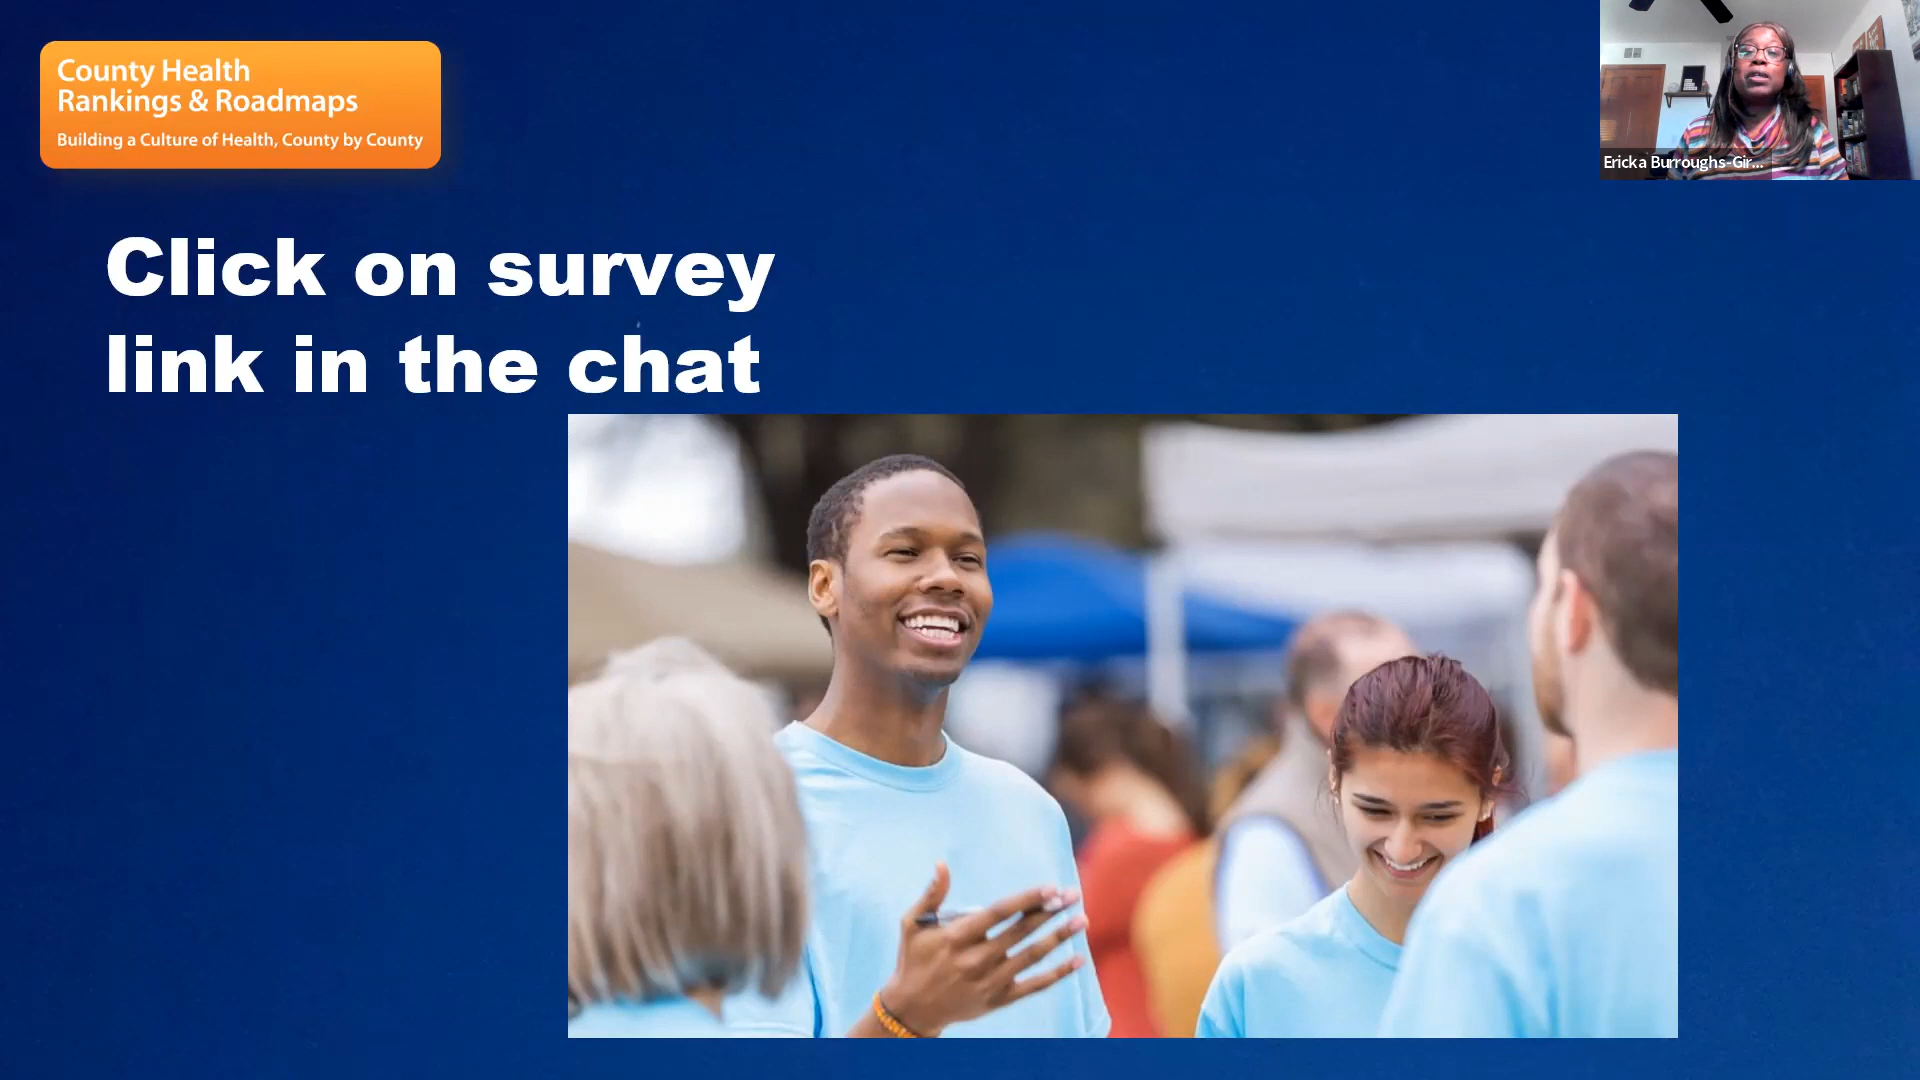 County Health
Rankings & Roadmaps
Building a Culture of Health, County by County
Ericka Burroughs-Gir...
Click on survey
link in the chat